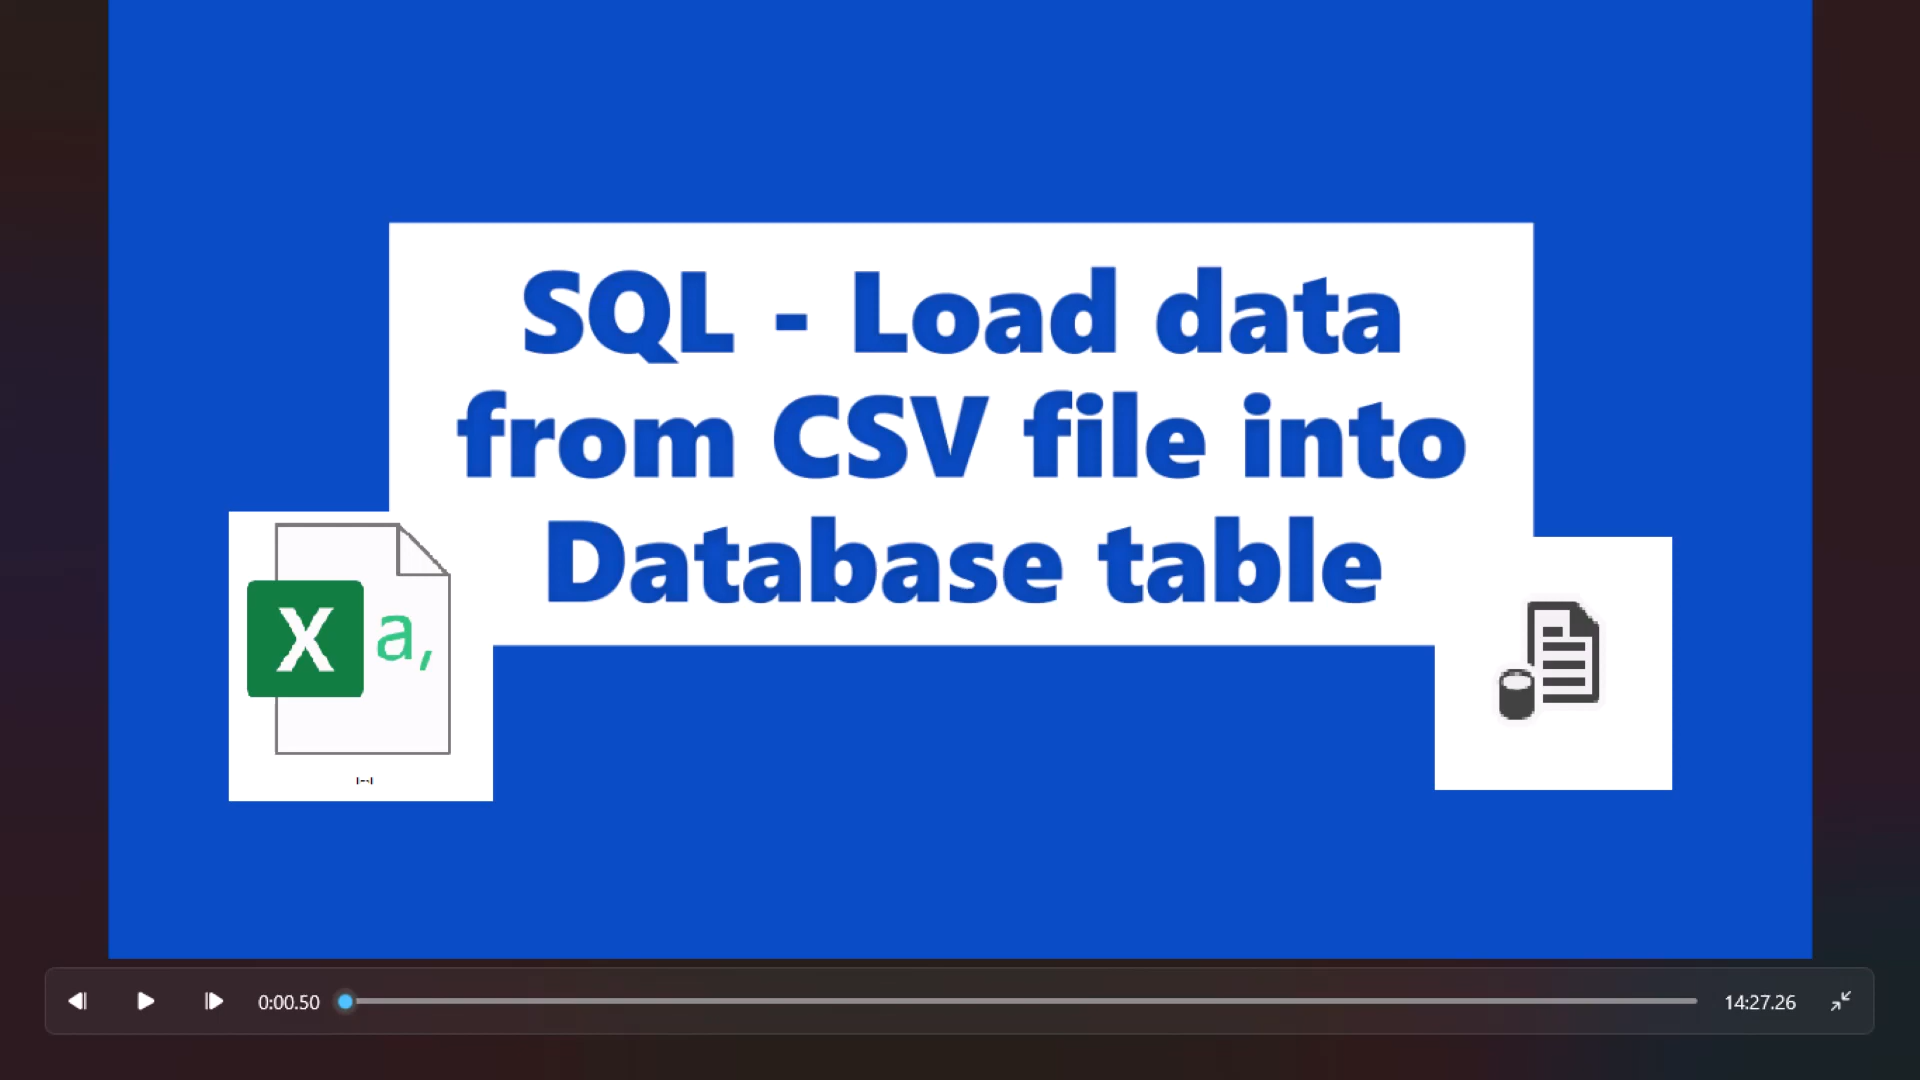 SQL - Load data
from CSV file into
Database table
X a,
0:00.50
14:27.26